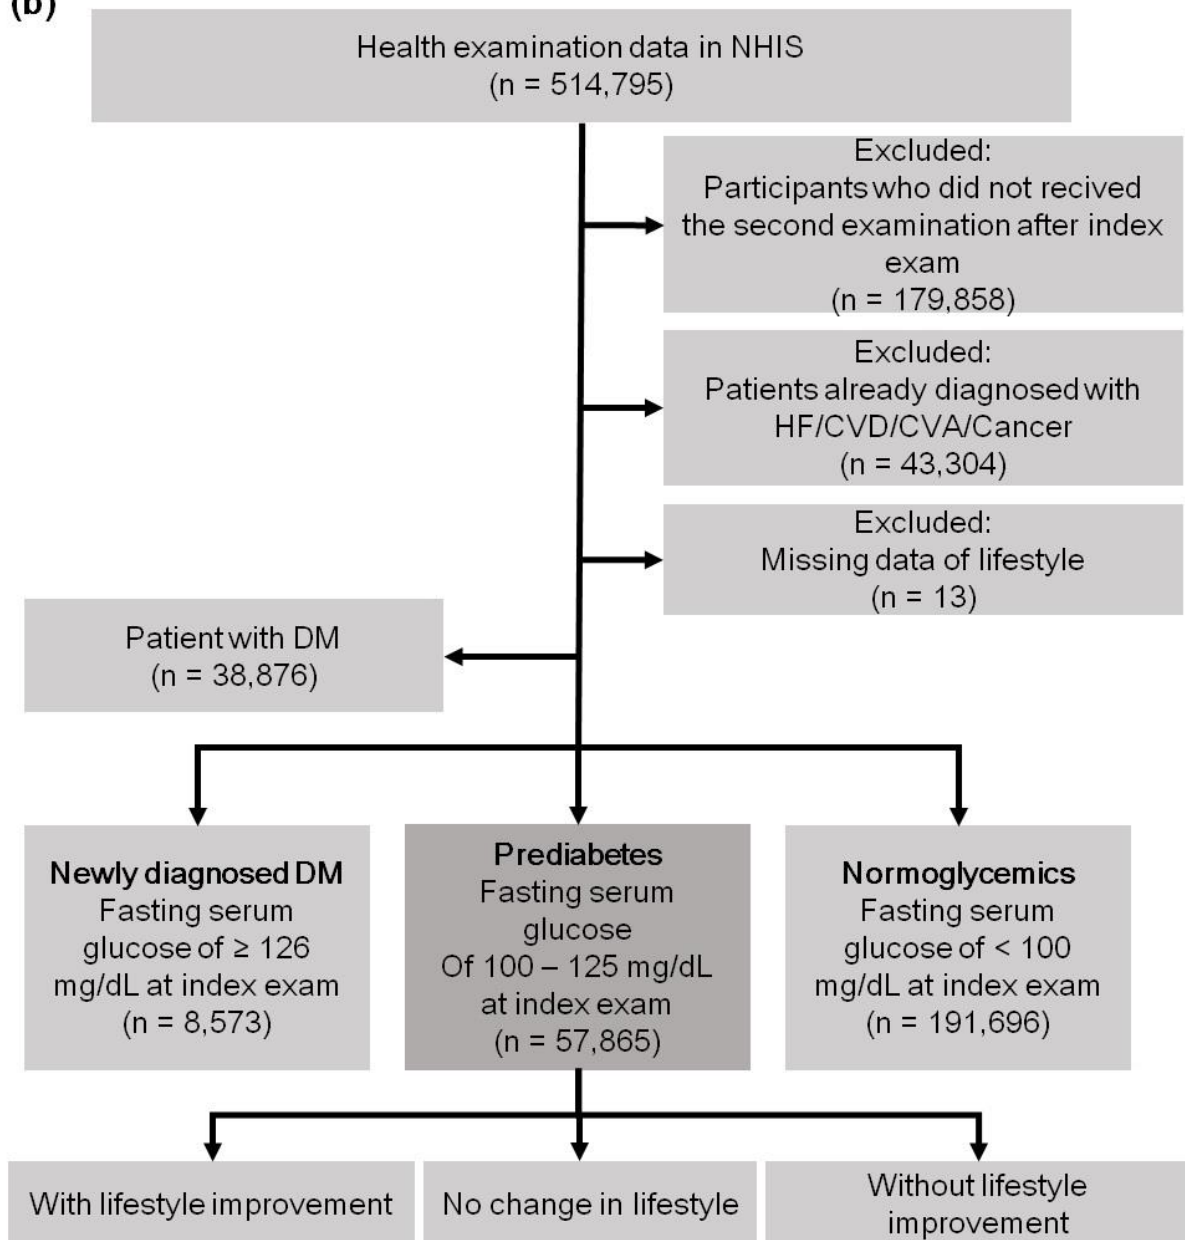 (b)
Health examination data in NHIS
(n = 514,795)
Excluded:
Participants who did not recived
the second examination after index
exam
(n = 179,858)
Excluded:
Patients already diagnosed with
HF/CVD/CVA/Cancer
(n = 43,304)
Excluded:
Missing data of lifestyle
(n = 13)
Patient with DM
(n = 38,876)
Newly diagnosed DM
Fasting serum
glucose of ≥ 126
mg/dL at index exam
(n = 8,573)
Prediabetes
Fasting serum
glucose
Of 100 – 125 mg/dL
at index exam
(n = 57,865)
Normoglycemics
Fasting serum
glucose of < 100
mg/dL at index exam
(n = 191,696)
With lifestyle improvement
No change in lifestyle
Without lifestyle
improvement